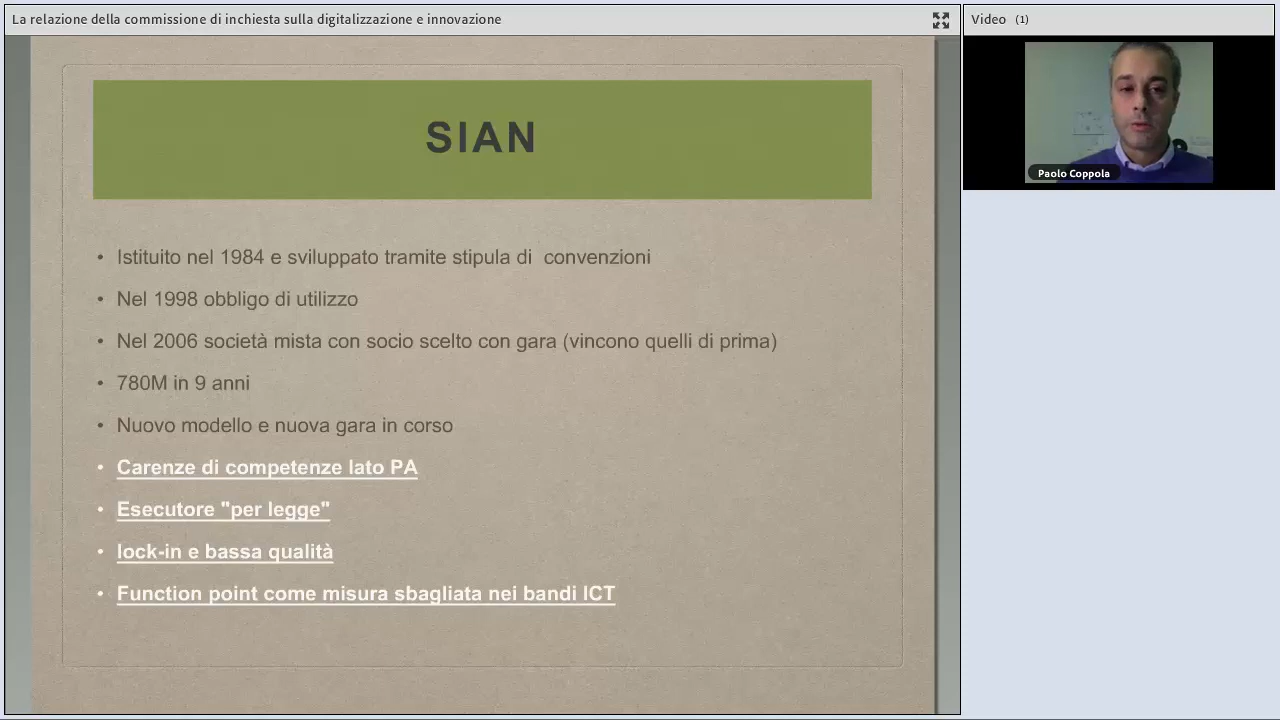 La relazione della commissione di inchiesta sulla digitalizzazione e innovazione
Video (1)
SIAN
Paolo Coppola
• Istituito nel 1984 e sviluppato tramite stipula di convenzioni
• Nel 1998 obbligo di utilizzo
• Nel 2006 società mista con socio scelto con gara (vincono quelli di prima)
• 780M in 9 anni
• Nuovo modello e nuova gara in corso
• Carenze di competenze lato PA
• Esecutore "per legge"
• lock-in e bassa qualità
• Function point come misura sbagliata nei bandi ICT